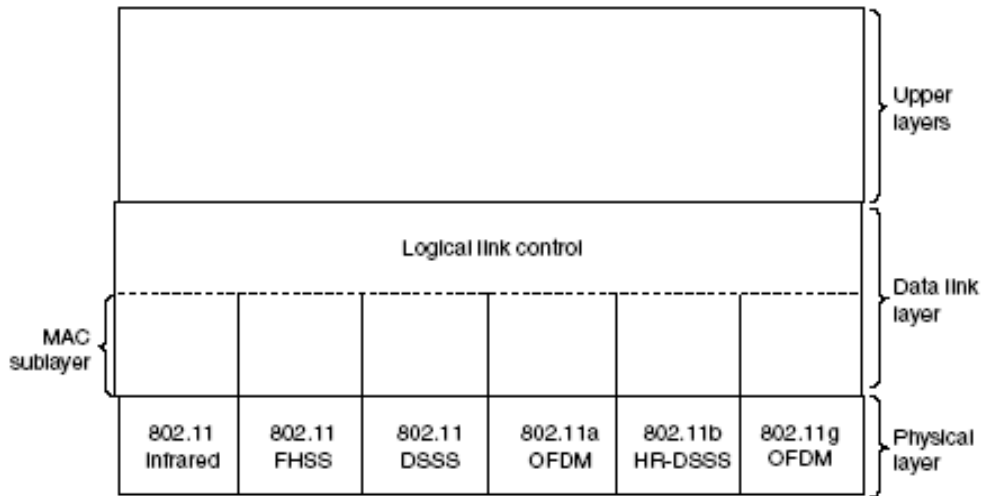 Upper
layers
Logical link control
Data link
layer
MAC
sublayer
802.11
Infrared
802.11
FHSS
802.11
DSSS
802.11a
OFDM
802.11b
HR-DSSS
802.11g
OFDM
Physical
layer